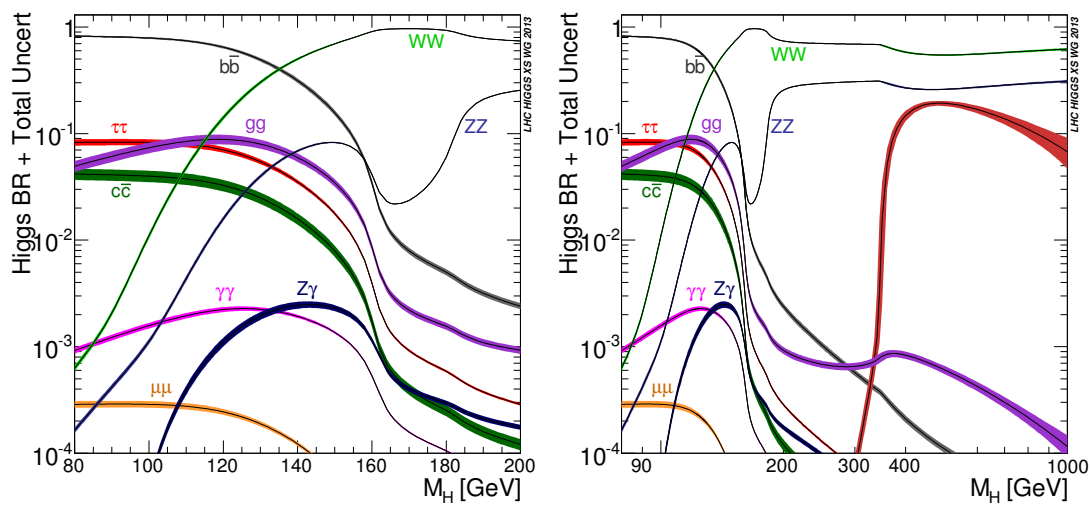 Higgs BR + Total Uncert
1
10-1
10-2
10-3
10-4
bb̄
WW
ττ
gg
ZZ
cc̄
γγ
Zγ
μμ
80
100
120
140
160
180
200
MH [GeV]
LHC HIGGS XS WG 2013
Higgs BR + Total Uncert
1
10-1
10-2
10-3
10-4
bb̄
WW
ττ
gg
ZZ
cc̄
γγ
Zγ
μμ
90
200
300
400
1000
MH [GeV]
LHC HIGGS XS WG 2013